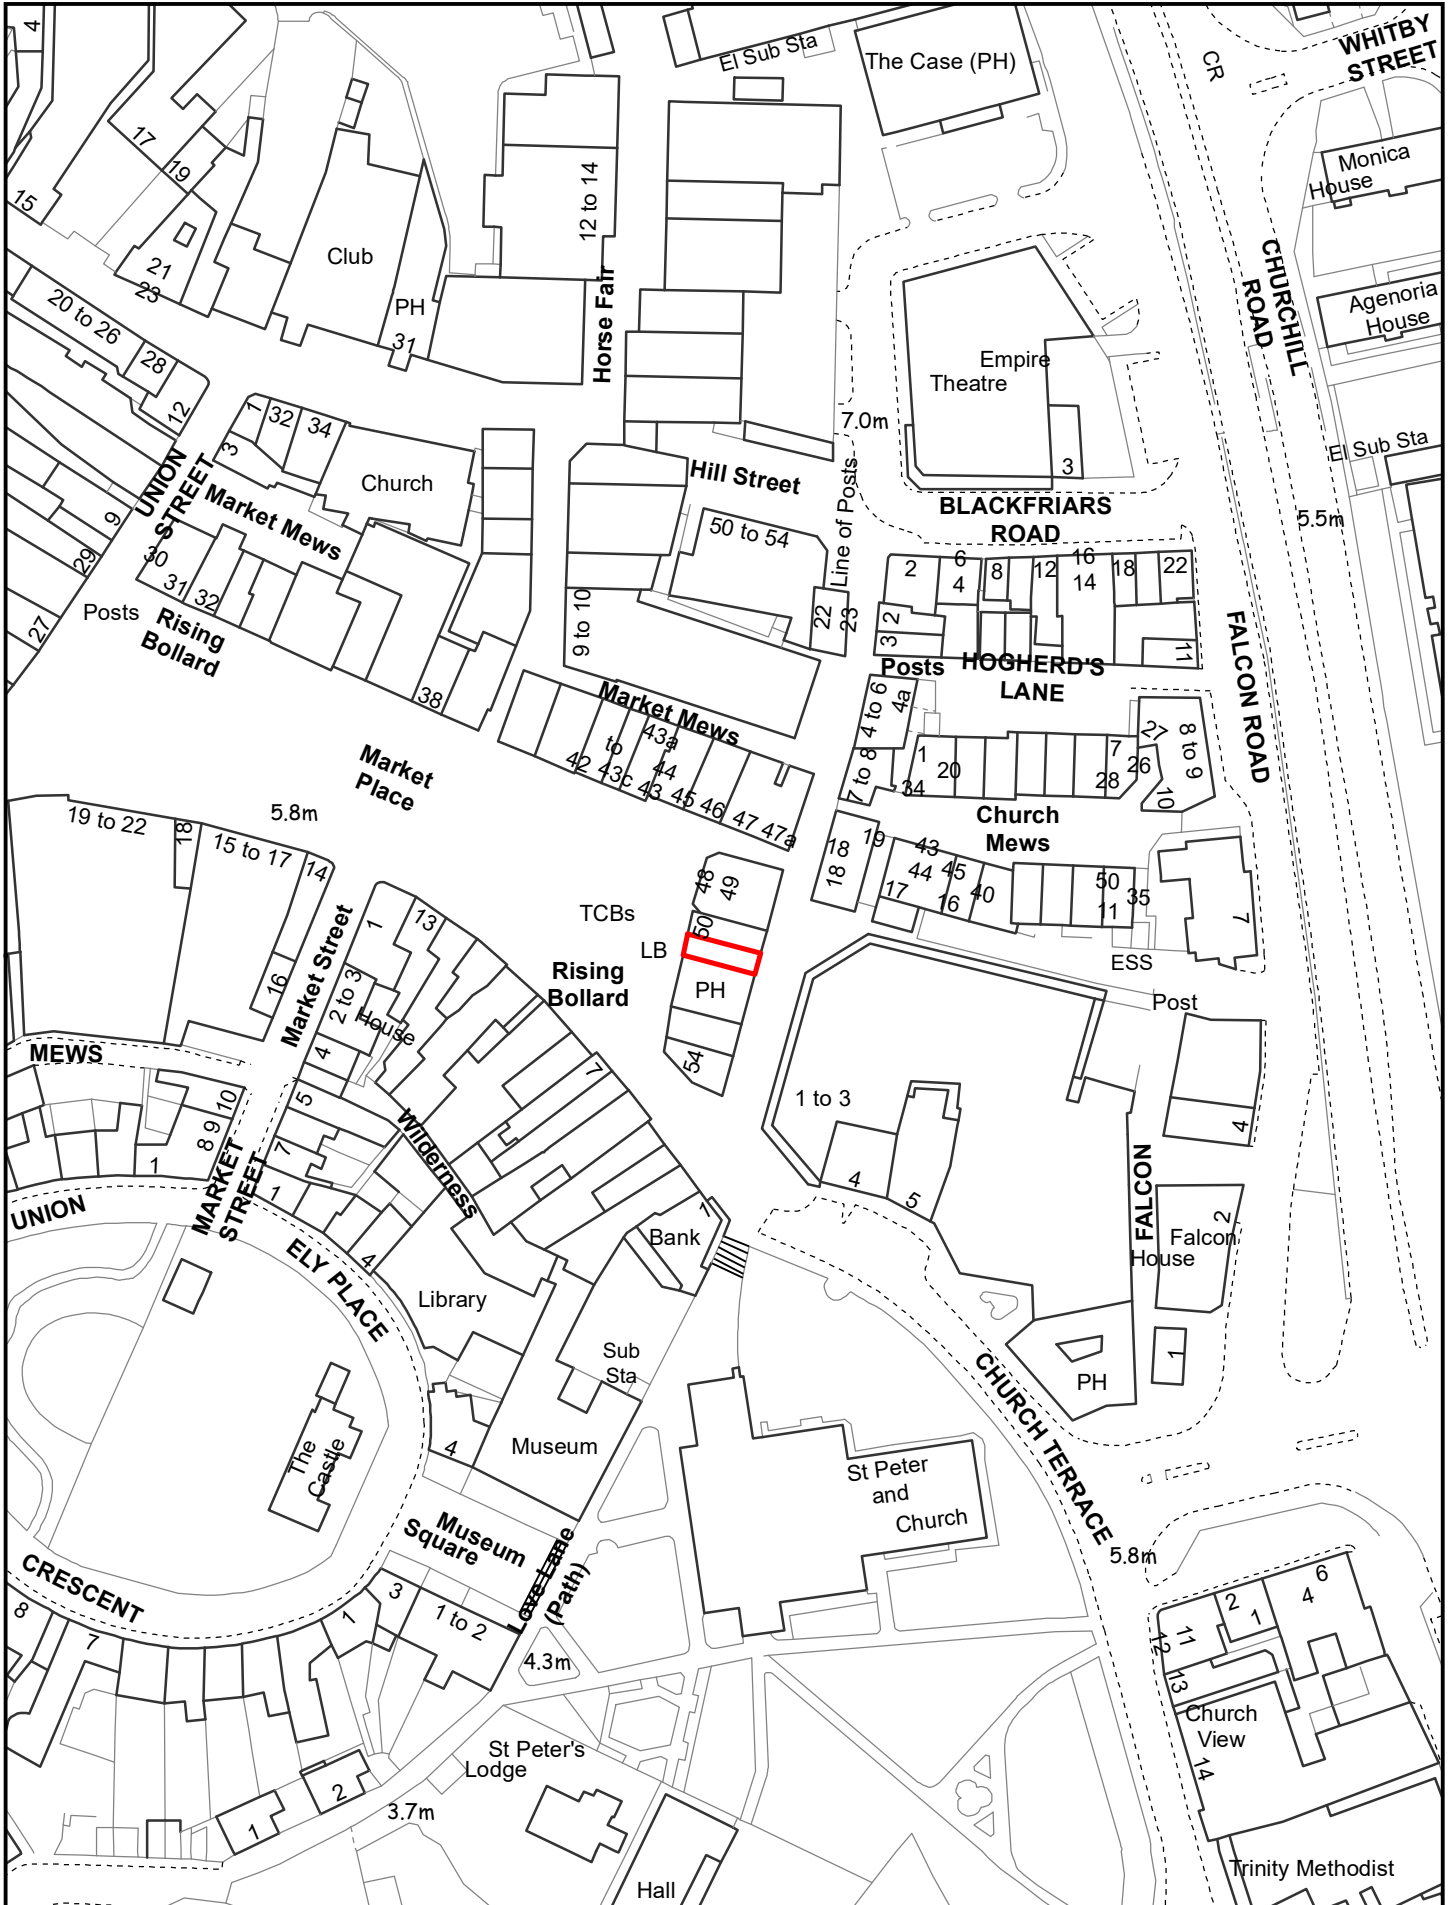 4
El Sub Sta
The Case (PH)
CR
WHITBY
STREET
17
19
15
21
23
Club
PH
31
12 to 14
Horse Fair
Monica
House
CHURCHILL
ROAD
Agenoria
House
20 to 26
28
12
1
32
34
3
Church
UNION
STREET
Market Mews
Empire
Theatre
3
7.0m
Hill Street
Line of Posts
BLACKFRIARS
ROAD
El Sub Sta
5.5m
9
29
27
30
31
32
Posts
Rising
Bollard
38
50 to 54
9 to 10
22
23
2
6
4
8
12
16
14
18
22
2
3
11
Posts
HOGHERD'S
LANE
FALCON ROAD
Market Mews
42
to
43c
43a
44
43
45
46
47
47a
4 to 6
4a
7 to 8
1
34
20
7
28
26
27
8 to 9
10
Church
Mews
Market
Place
5.8m
19 to 22
18
15 to 17
14
16
Market Street
1
13
2 to 3
House
4
5
7
1
4
7
48
49
50
TCBs
LB
Rising
Bollard
PH
54
18
18
19
17
43
44
45
16
40
50
11
35
7
ESS
Post
1 to 3
4
5
4
MEWS
10
8 9
1
MARKET
STREET
UNION
Wilderness
ELY PLACE
Library
Bank
1
Sub
Sta
FALCON
2
Falcon
House
1
PH
CHURCH TERRACE
The
Castle
4
Museum
Museum
Square
Love Lane
(Path)
St Peter
and
Church
5.8m
CRESCENT
8
7
1
3
1 to 2
4.3m
St Peter's
Lodge
3.7m
1
2
Hall
12
11
2
1
6
4
13
Church
View
14
Trinity Methodist